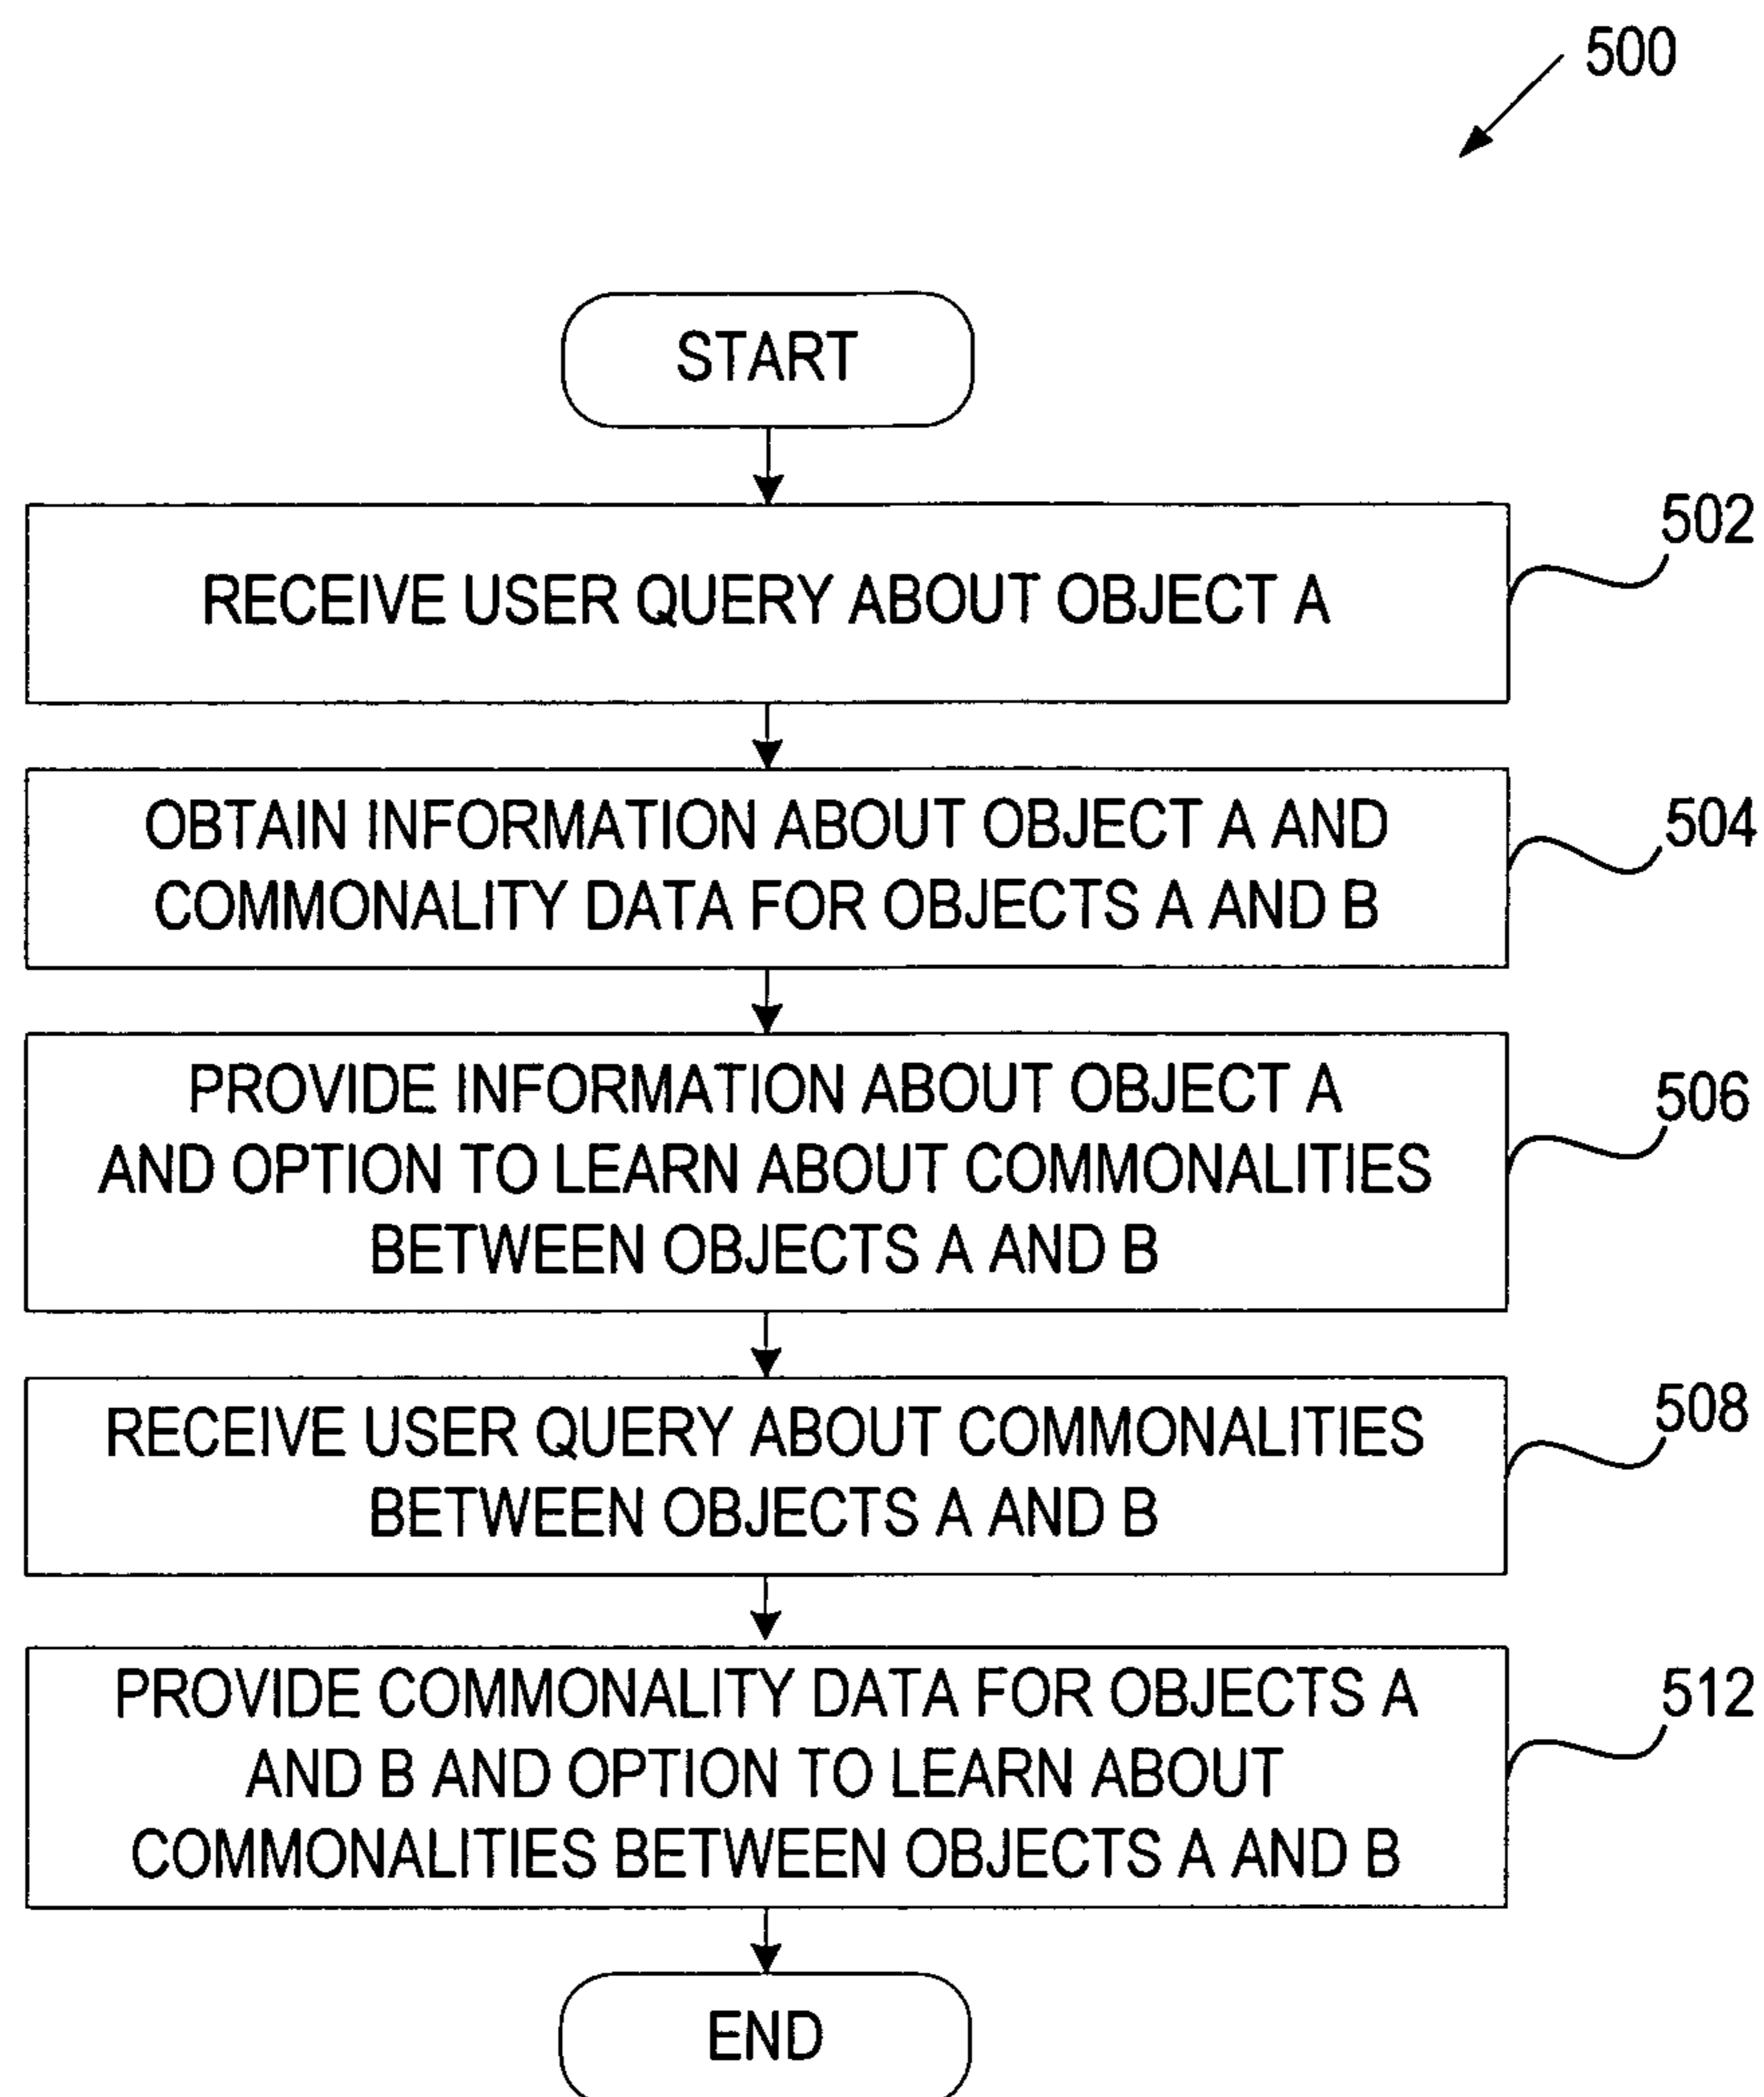 500
START
502
RECEIVE USER QUERY ABOUT OBJECT A
504
OBTAIN INFORMATION ABOUT OBJECT A AND
COMMONALITY DATA FOR OBJECTS A AND B
506
PROVIDE INFORMATION ABOUT OBJECT A
AND OPTION TO LEARN ABOUT COMMONALITIES
BETWEEN OBJECTS A AND B
508
RECEIVE USER QUERY ABOUT COMMONALITIES
BETWEEN OBJECTS A AND B
512
PROVIDE COMMONALITY DATA FOR OBJECTS A
AND B AND OPTION TO LEARN ABOUT
COMMONALITIES BETWEEN OBJECTS A AND B
END